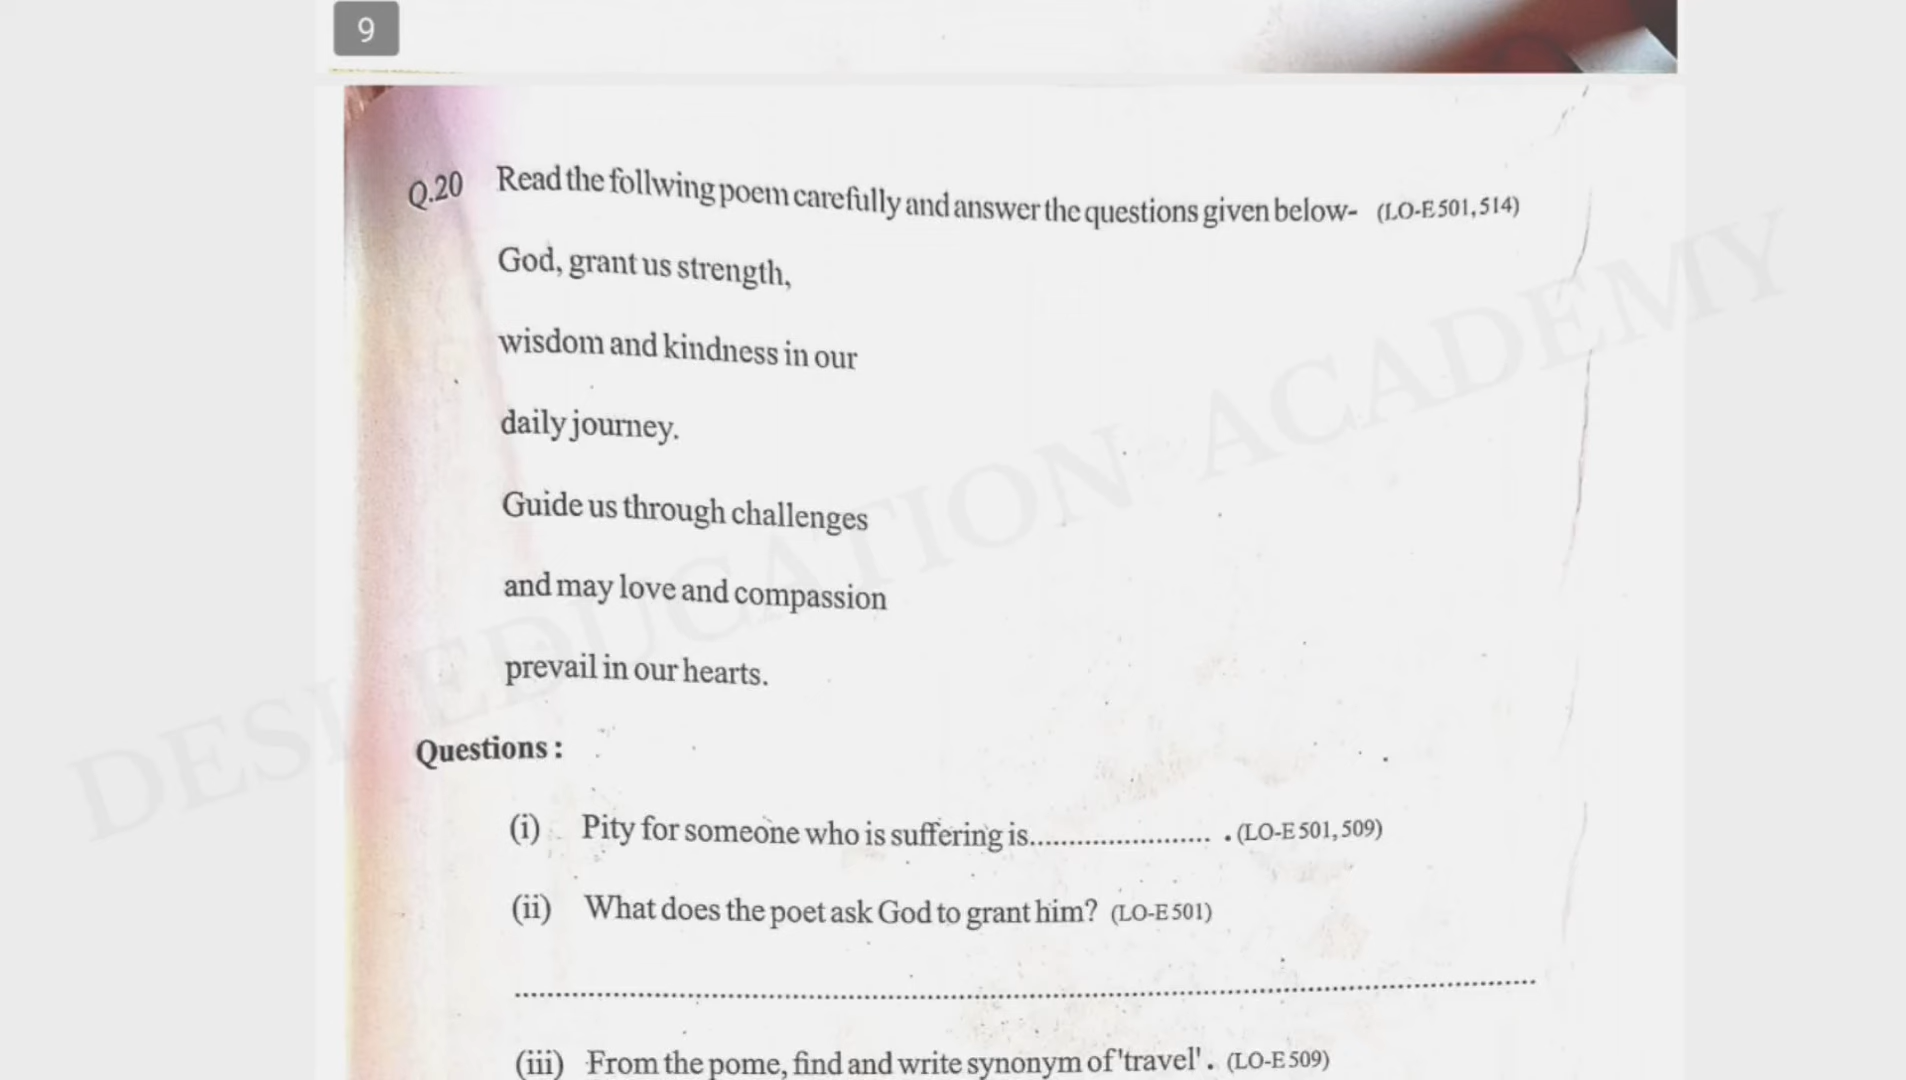 9
Q.20 Read the follwing poem carefully and answer the questions given below- (LO-E 501, 514)
God, grant us strength,
wisdom and kindness in our
daily journey.
Guide us through challenges
and may love and compassion
prevail in our hearts.
Questions :
(i) Pity for someone who is suffering is...................... . (LO-E 501, 509)
(ii) What does the poet ask God to grant him? (LO-E 501)
....................................................................................................
(iii) From the pome, find and write synonym of 'travel'. (LO-E 509)
DESI EDUCATION ACADEMY